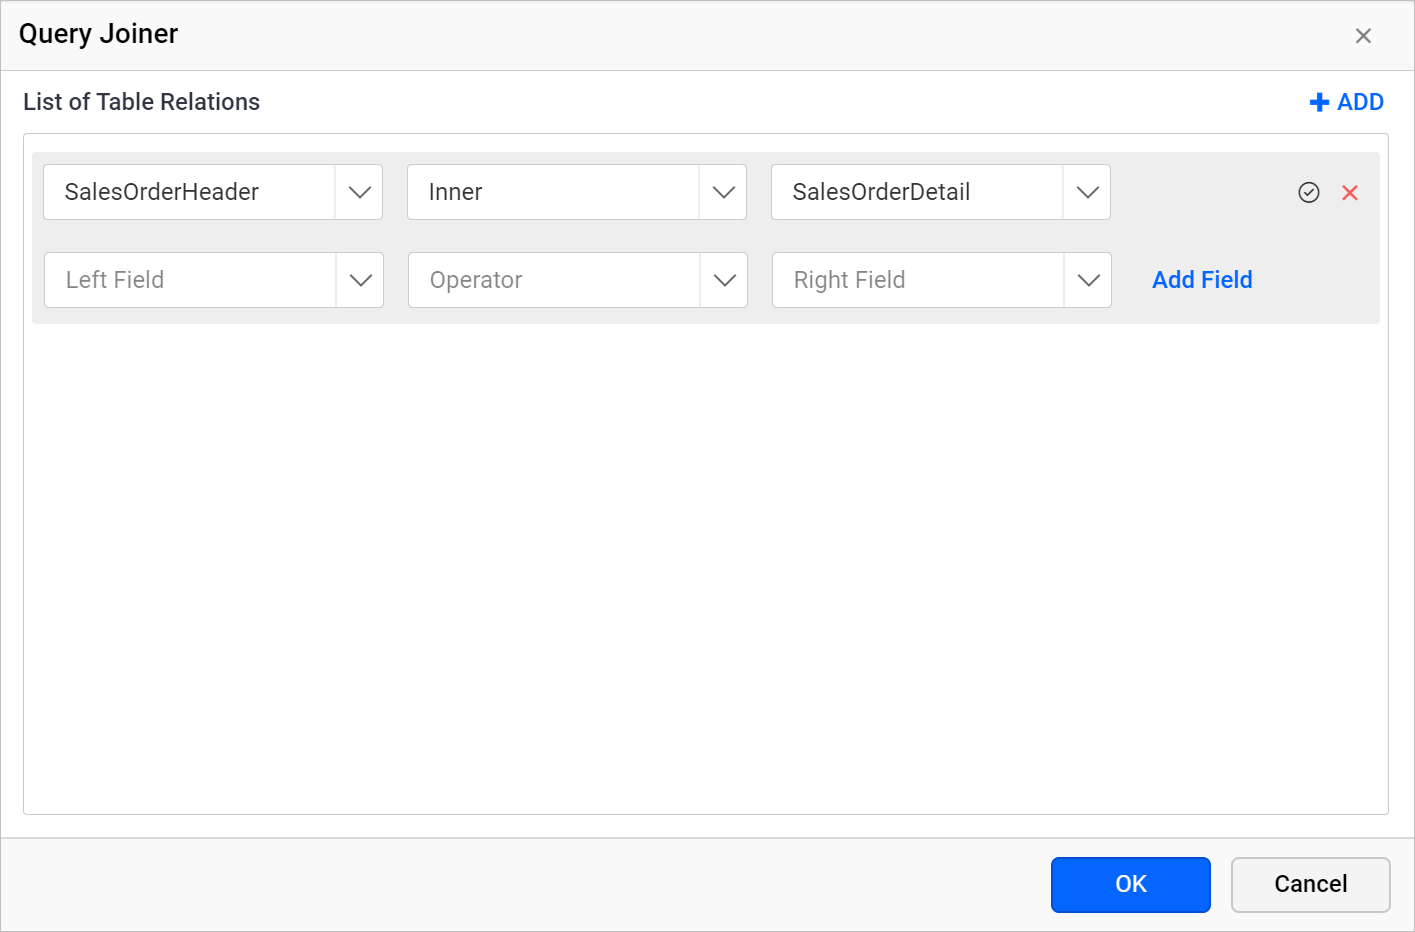 Query Joiner
List of Table Relations
ADD
SalesOrderHeader
Inner
SalesOrderDetail
Left Field
Operator
Right Field
Add Field
OK
Cancel